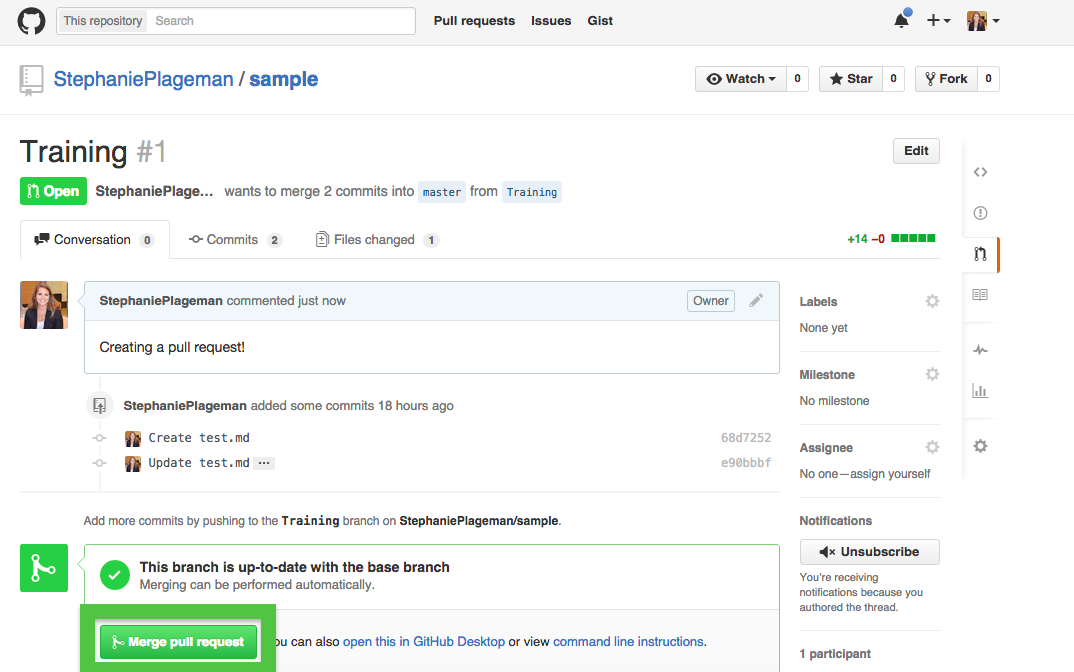 This repository Search Pull requests Issues Gist
StephaniePlageman / sample Watch 0 Star 0 Fork 0
Training #1 Edit
Open StephaniePlage... wants to merge 2 commits into master from Training
Conversation 0 Commits 2 Files changed 1 +14 −0
StephaniePlageman commented just now Owner
Creating a pull request!
StephaniePlageman added some commits 18 hours ago
Create test.md 68d7252
Update test.md ... e90bbbf
Add more commits by pushing to the Training branch on StephaniePlageman/sample.
This branch is up-to-date with the base branch
Merging can be performed automatically.
Merge pull request ou can also open this in GitHub Desktop or view command line instructions.
Labels
None yet
Milestone
No milestone
Assignee
No one—assign yourself
Notifications
Unsubscribe
You're receiving
notifications because you
authored the thread.
1 participant